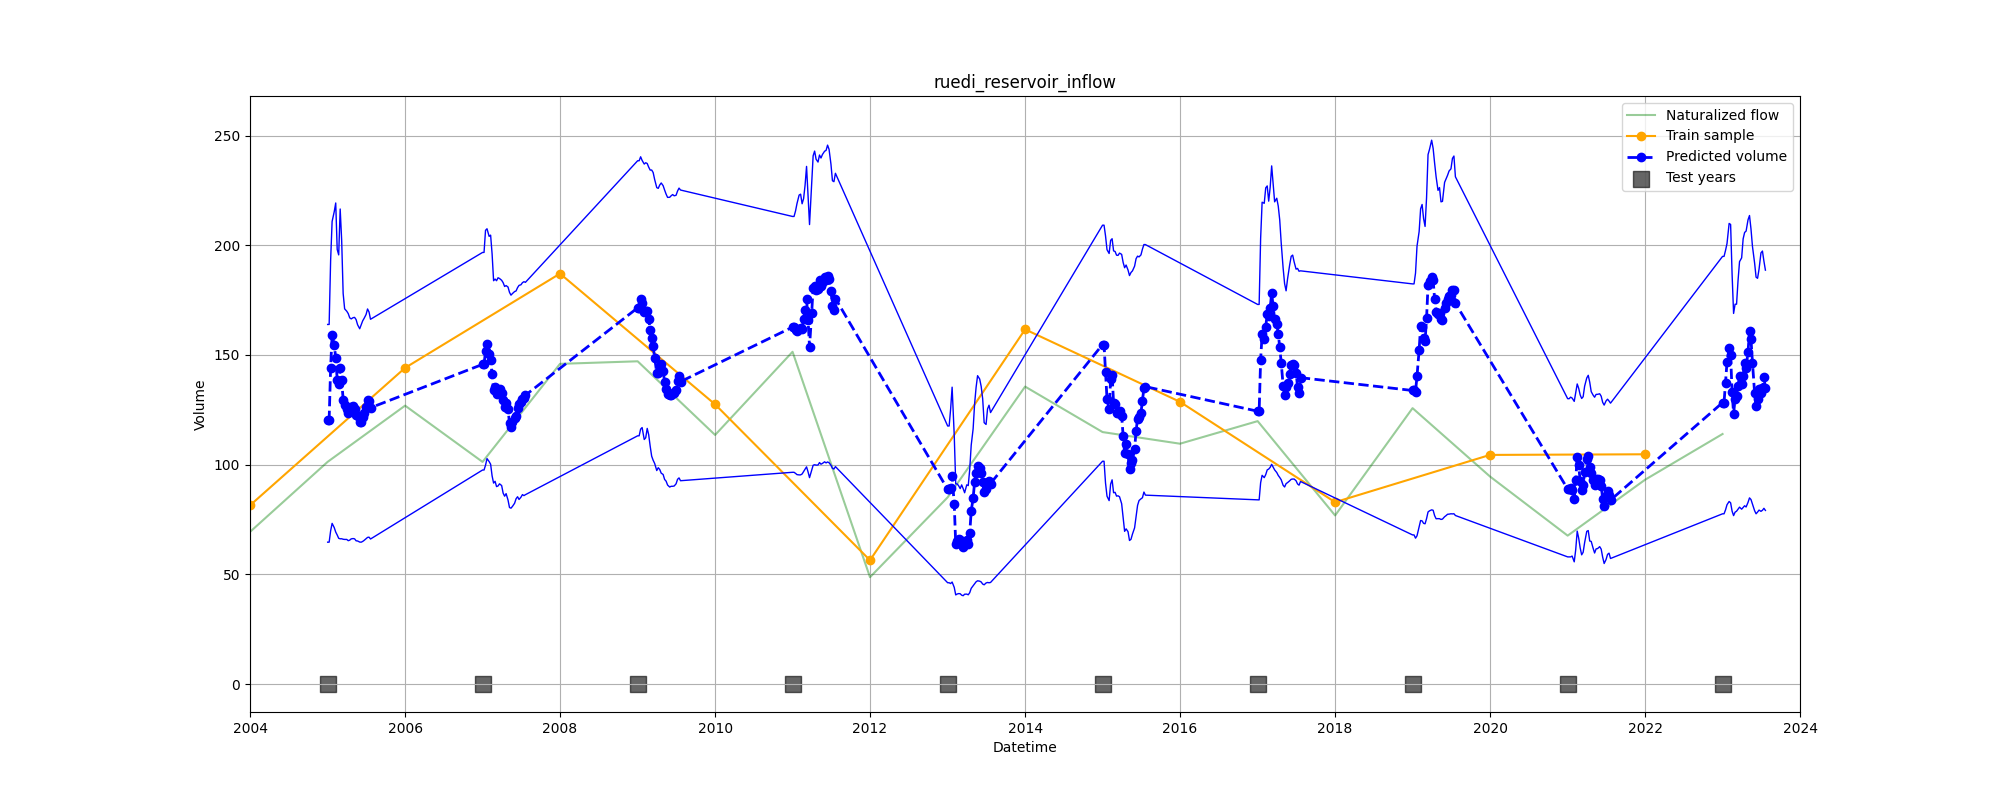 ruedi_reservoir_inflow
Naturalized flow
Train sample
Predicted volume
Test years
250
200
150
100
50
0
Volume
2004 2006 2008 2010 2012 2014 2016 2018 2020 2022 2024
Datetime